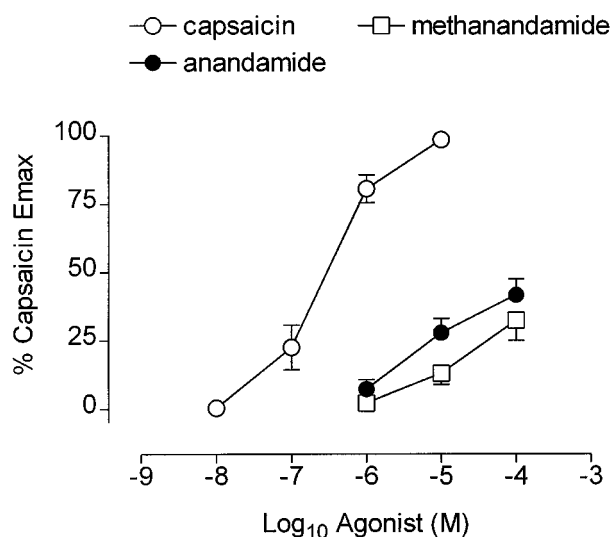 capsaicin methanandamide
anandamide
% Capsaicin Emax
100
75
50
25
0
-9 -8 -7 -6 -5 -4 -3
Log10 Agonist (M)